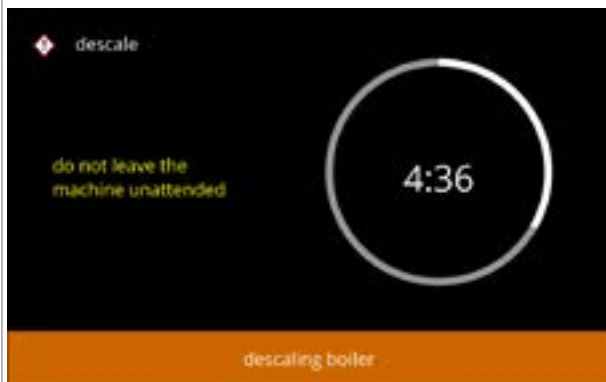 descale
do not leave the
machine unattended
4:36
descaling boiler